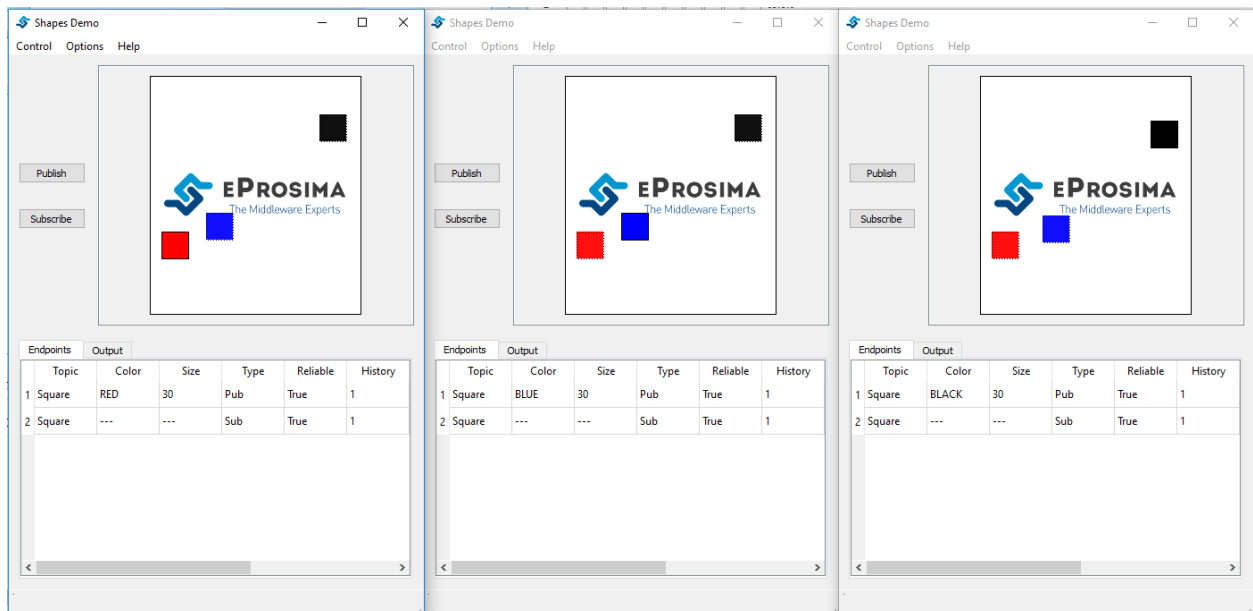 Shapes Demo
Control Options Help
Publish
Subscribe
ePROSIMA
The Middleware Experts
Endpoints Output
Topic Color Size Type Reliable History
1 Square RED 30 Pub True 1
2 Square --- --- Sub True 1
Shapes Demo
Control Options Help
Publish
Subscribe
ePROSIMA
The Middleware Experts
Endpoints Output
Topic Color Size Type Reliable History
1 Square BLUE 30 Pub True 1
2 Square --- --- Sub True 1
Shapes Demo
Control Options Help
Publish
Subscribe
ePROSIMA
The Middleware Experts
Endpoints Output
Topic Color Size Type Reliable History
1 Square BLACK 30 Pub True 1
2 Square --- --- Sub True 1